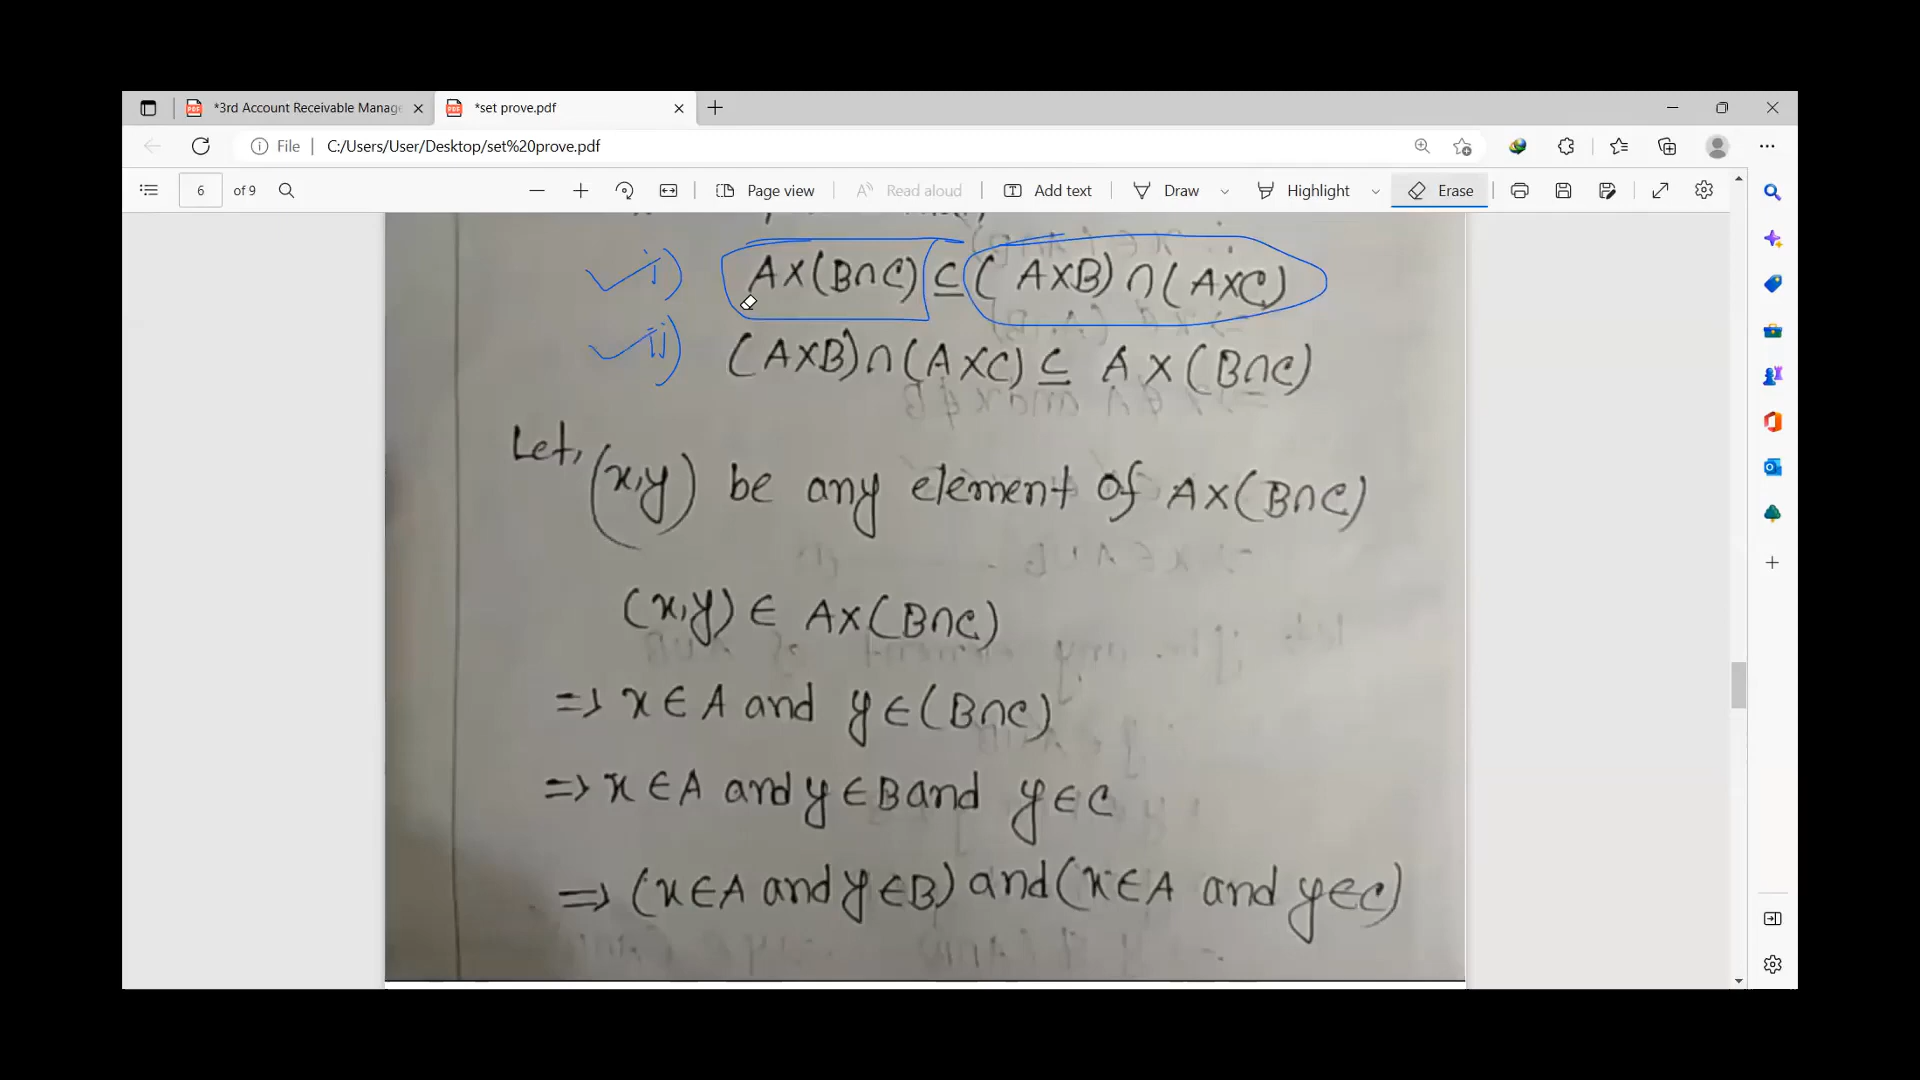 *3rd Account Receivable Manage
*set prove.pdf
File
C:/Users/User/Desktop/set%20prove.pdf
6 of 9
Page view
Read aloud
Add text
Draw
Highlight
Erase
i) A×(B∩C) ⊆ (A×B)∩(A×C)
ii) (A×B)∩(A×C) ⊆ A×(B∩C)
Let, (x,y) be any element of A×(B∩C)
(x,y) ∈ A×(B∩C)
=> x∈A and y∈(B∩C)
=> x∈A and y∈B and y∈C
=> (x∈A and y∈B) and (x∈A and y∈C)